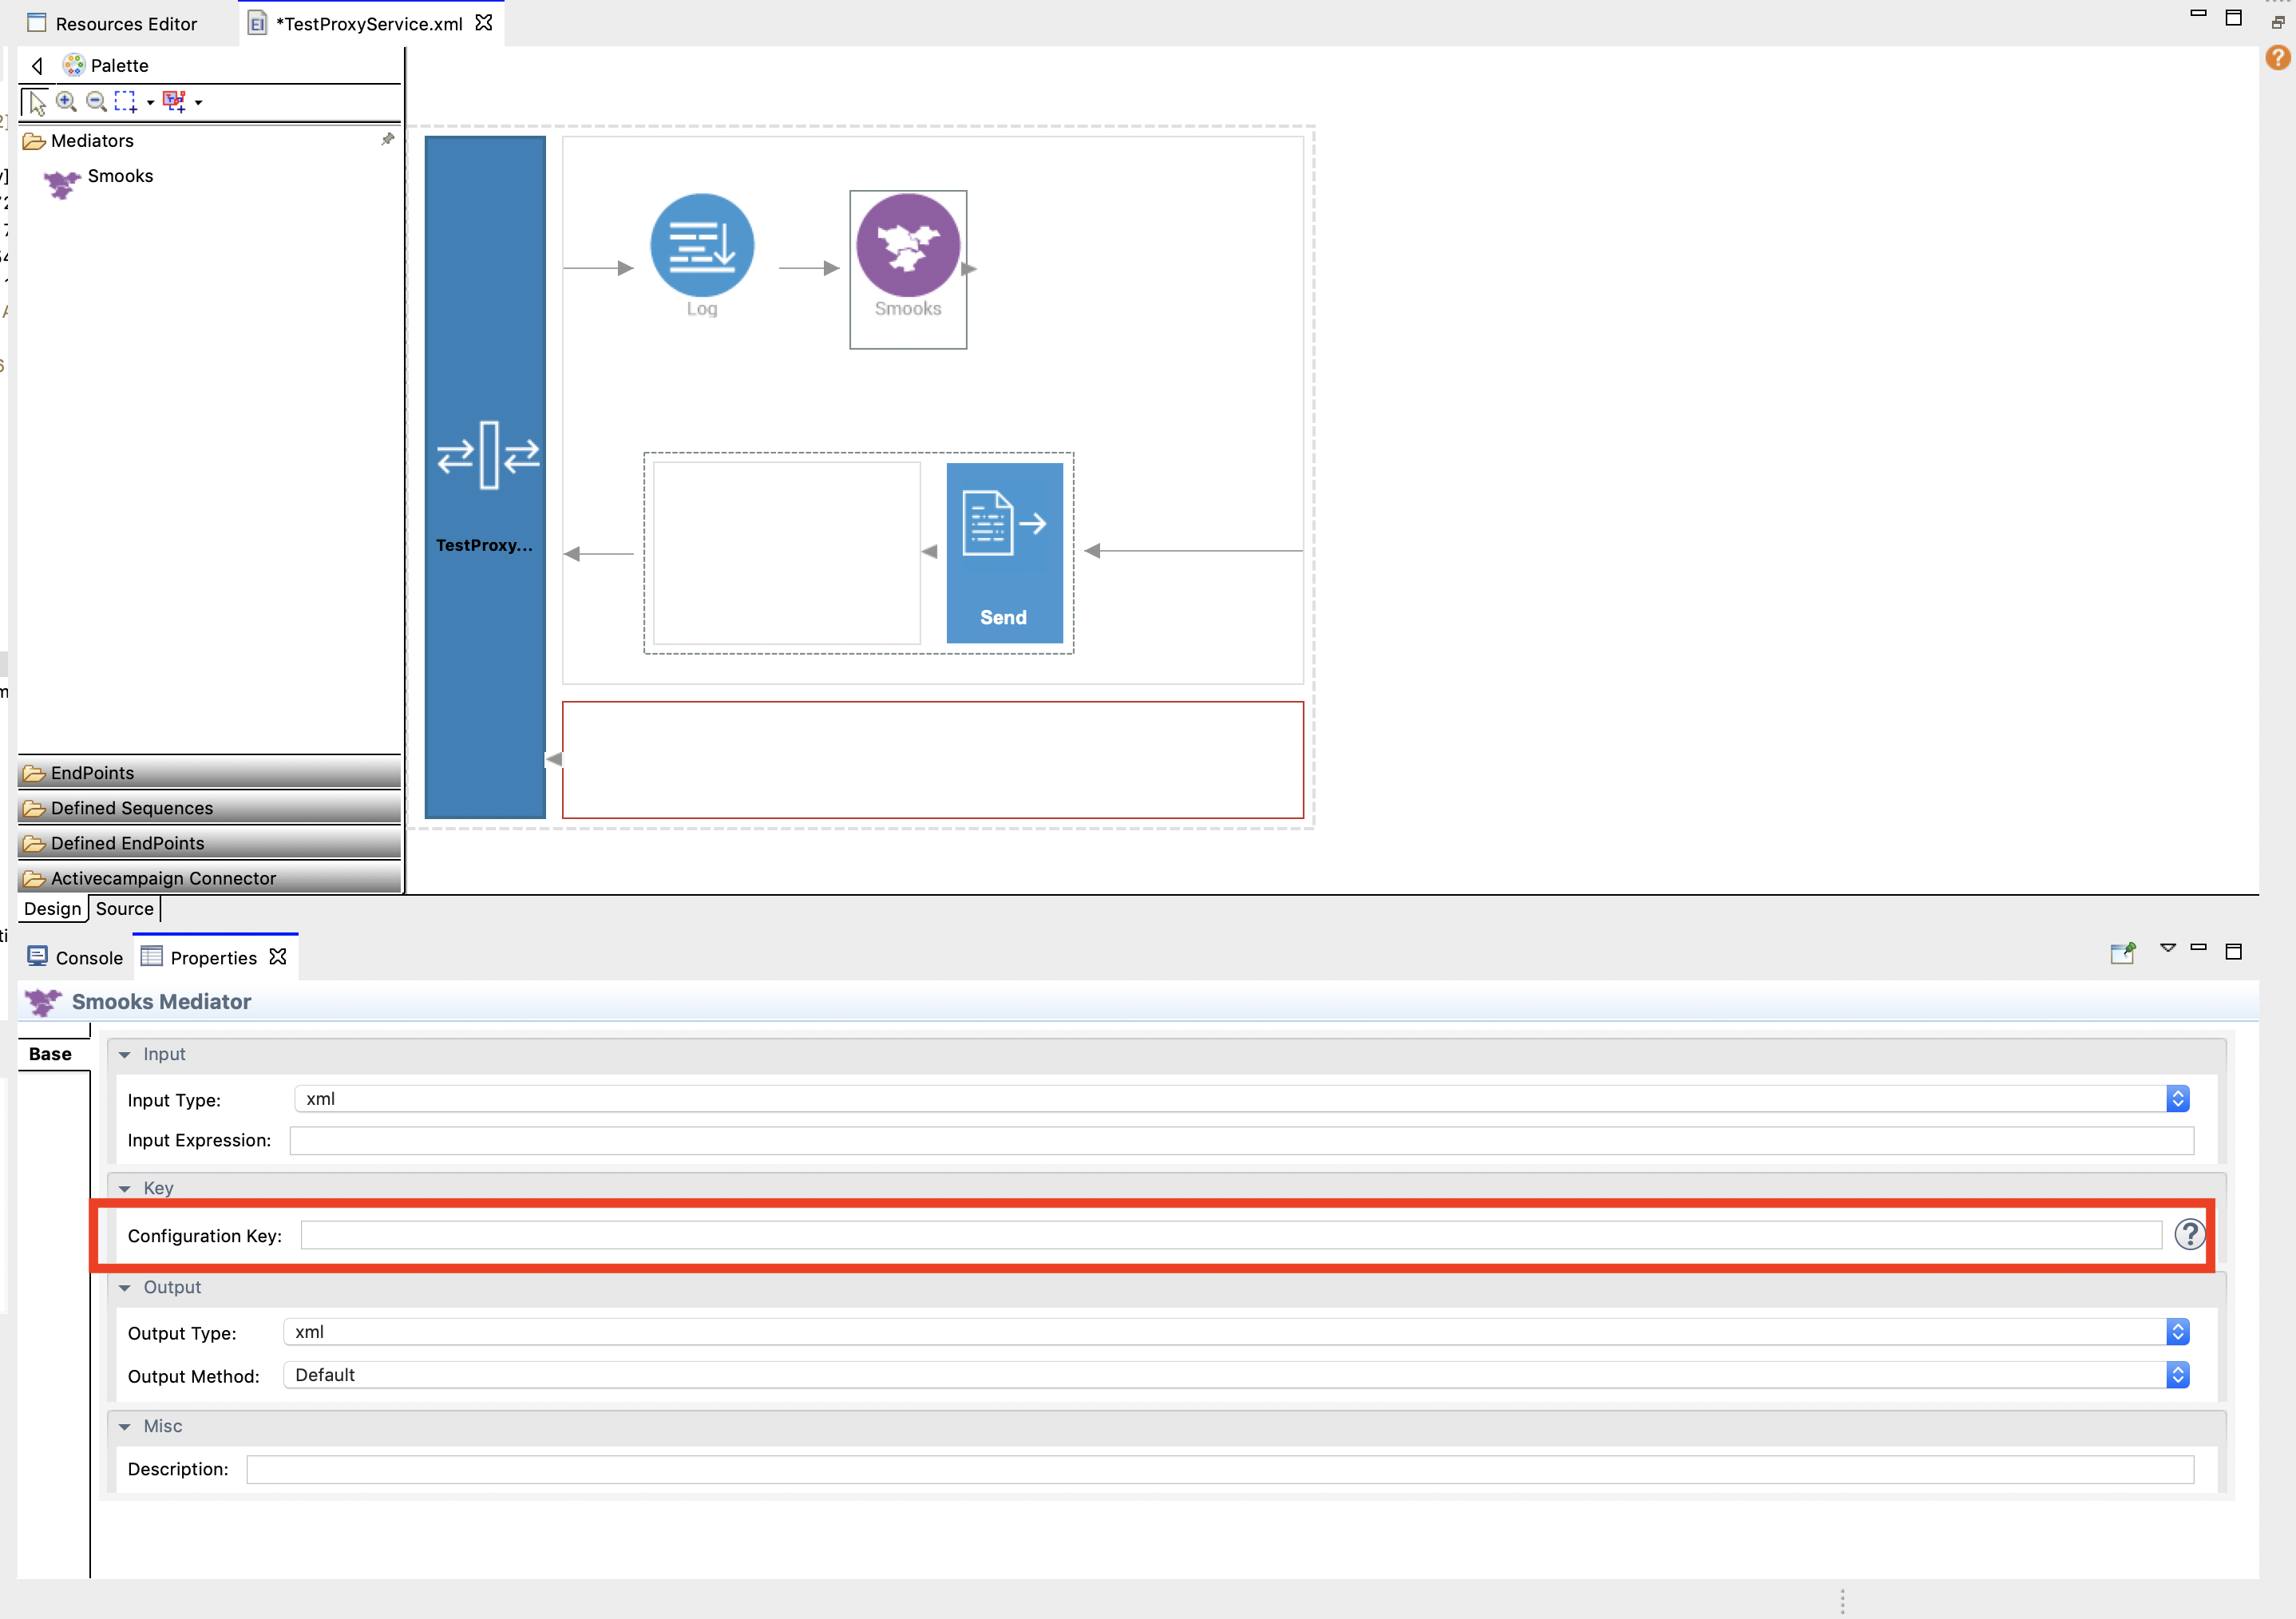 Resources Editor
*TestProxyService.xml
Palette
Mediators
Smooks
Log
Smooks
TestProxy...
Send
EndPoints
Defined Sequences
Defined EndPoints
Activecampaign Connector
Design
Source
Console
Properties
Smooks Mediator
Base
Input
Input Type:
xml
Input Expression:
Key
Configuration Key:
Output
Output Type:
xml
Output Method:
Default
Misc
Description: